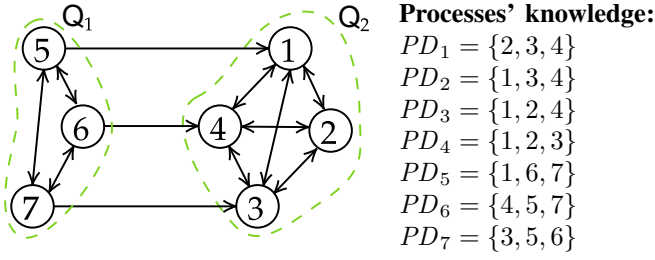 Q₁
Q₂
5
1
6
4
2
7
3
Processes’ knowledge:
PD₁ = {2, 3, 4}
PD₂ = {1, 3, 4}
PD₃ = {1, 2, 4}
PD₄ = {1, 2, 3}
PD₅ = {1, 6, 7}
PD₆ = {4, 5, 7}
PD₇ = {3, 5, 6}